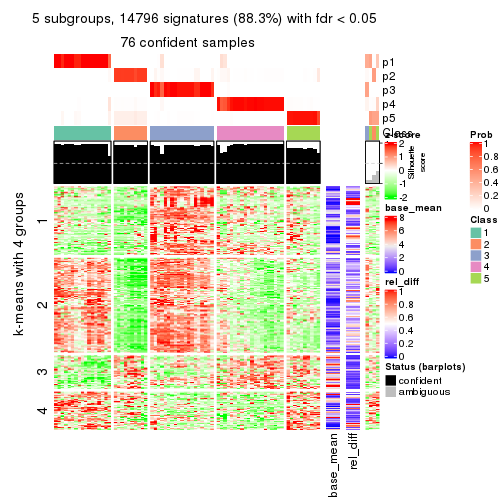 5 subgroups, 14796 signatures (88.3%) with fdr < 0.05
76 confident samples
p1
p2
p3
p4
p5
Class
k-means with 4 groups
1
2
3
4
Silhouette
score
z-score
2
1
0
-1
-2
base_mean
8
6
4
2
0
rel_diff
1
0.8
0.6
0.4
0.2
0
Status (barplots)
confident
ambiguous
Prob
1
0.8
0.6
0.4
0.2
0
Class
1
2
3
4
5
base_mean
rel_diff